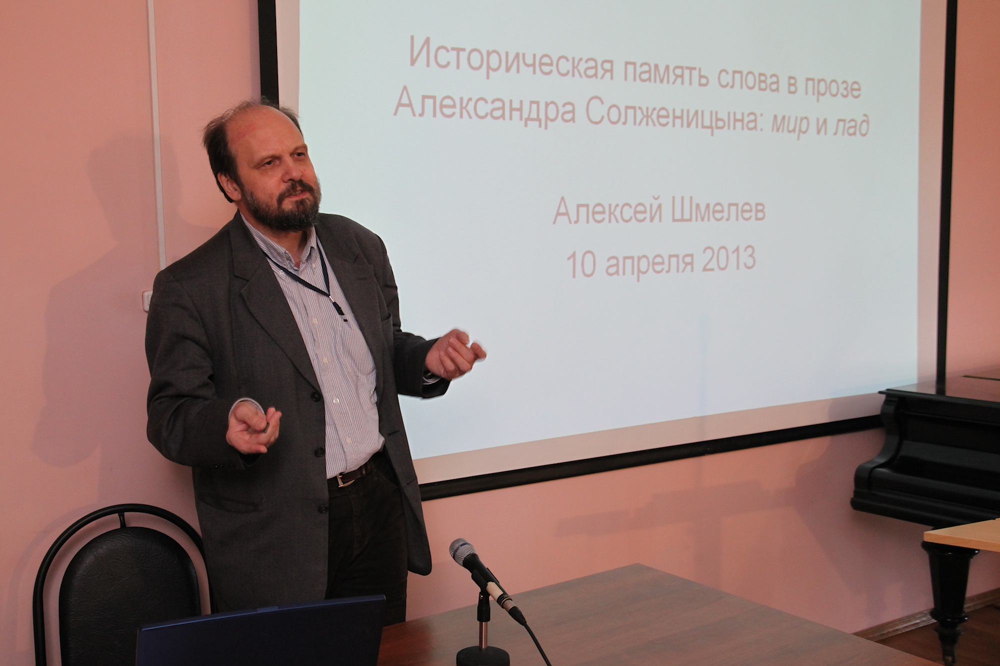 Историческая память слова в прозе
Александра Солженицына: мир и лад
Алексей Шмелев
10 апреля 2013